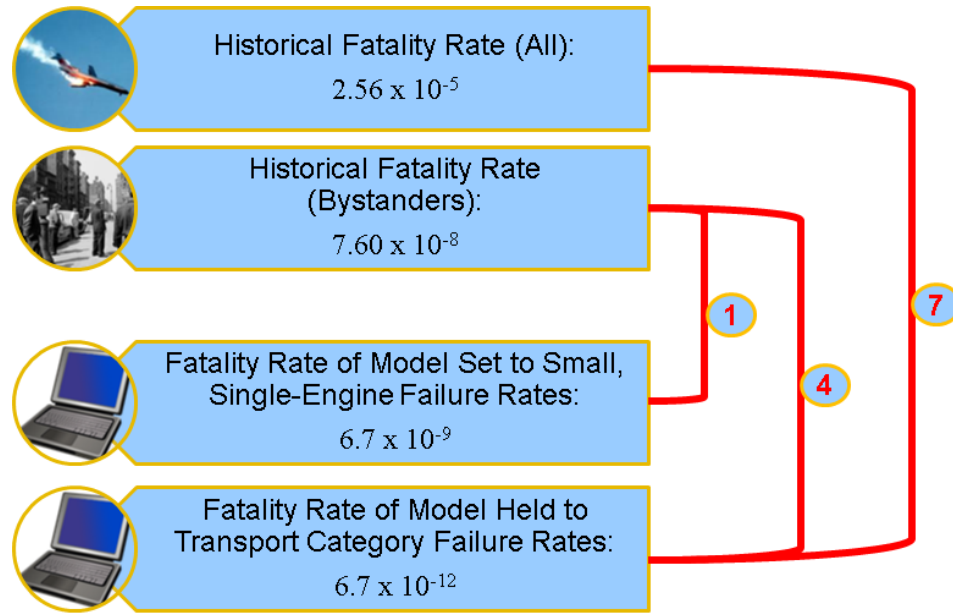 Historical Fatality Rate (All):
2.56 x 10⁻⁵
Historical Fatality Rate
(Bystanders):
7.60 x 10⁻⁸
1
7
Fatality Rate of Model Set to Small,
Single-Engine Failure Rates:
6.7 x 10⁻⁹
4
Fatality Rate of Model Held to
Transport Category Failure Rates:
6.7 x 10⁻¹²